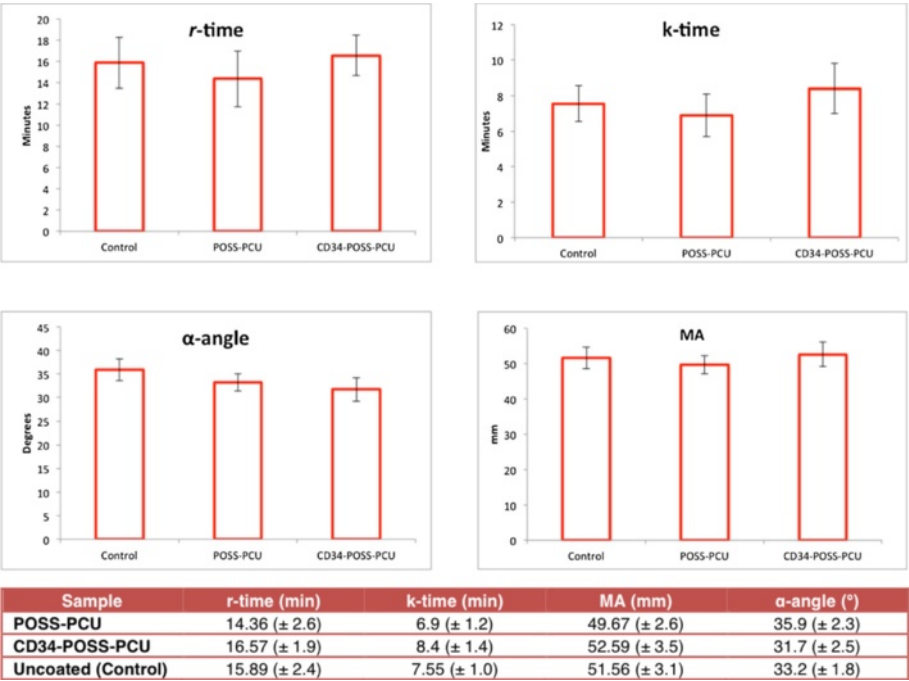 r-time
20
18
16
14
12
10
8
6
4
2
0
Minutes
Control POSS-PCU CD34-POSS-PCU
k-time
12
10
8
6
4
2
0
Minutes
Control POSS-PCU CD34-POSS-PCU
α-angle
45
40
35
30
25
20
15
10
5
0
Degrees
Control POSS-PCU CD34-POSS-PCU
MA
60
50
40
30
20
10
0
mm
Control POSS-PCU CD34-POSS-PCU
Sample r-time (min) k-time (min) MA (mm) α-angle (°)
POSS-PCU 14.36 (± 2.6) 6.9 (± 1.2) 49.67 (± 2.6) 35.9 (± 2.3)
CD34-POSS-PCU 16.57 (± 1.9) 8.4 (± 1.4) 52.59 (± 3.5) 31.7 (± 2.5)
Uncoated (Control) 15.89 (± 2.4) 7.55 (± 1.0) 51.56 (± 3.1) 33.2 (± 1.8)